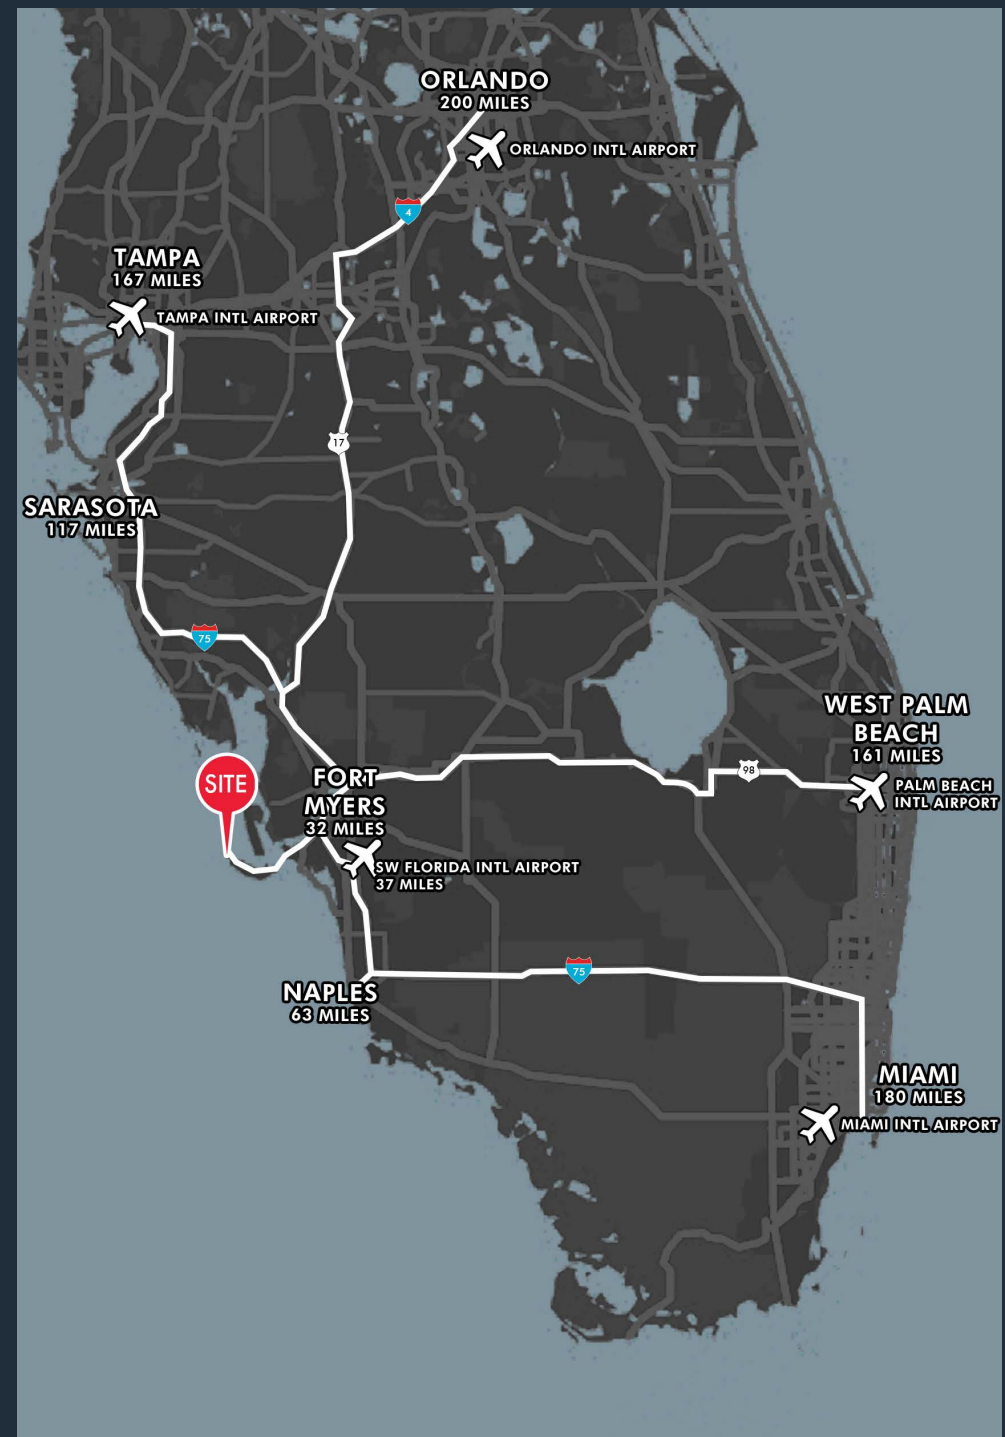 ORLANDO
200 MILES
ORLANDO INTL AIRPORT
4
TAMPA
167 MILES
TAMPA INTL AIRPORT
17
SARASOTA
117 MILES
75
WEST PALM
BEACH
161 MILES
PALM BEACH
INTL AIRPORT
98
SITE
FORT
MYERS
32 MILES
SW FLORIDA INTL AIRPORT
37 MILES
75
NAPLES
63 MILES
MIAMI
180 MILES
MIAMI INTL AIRPORT